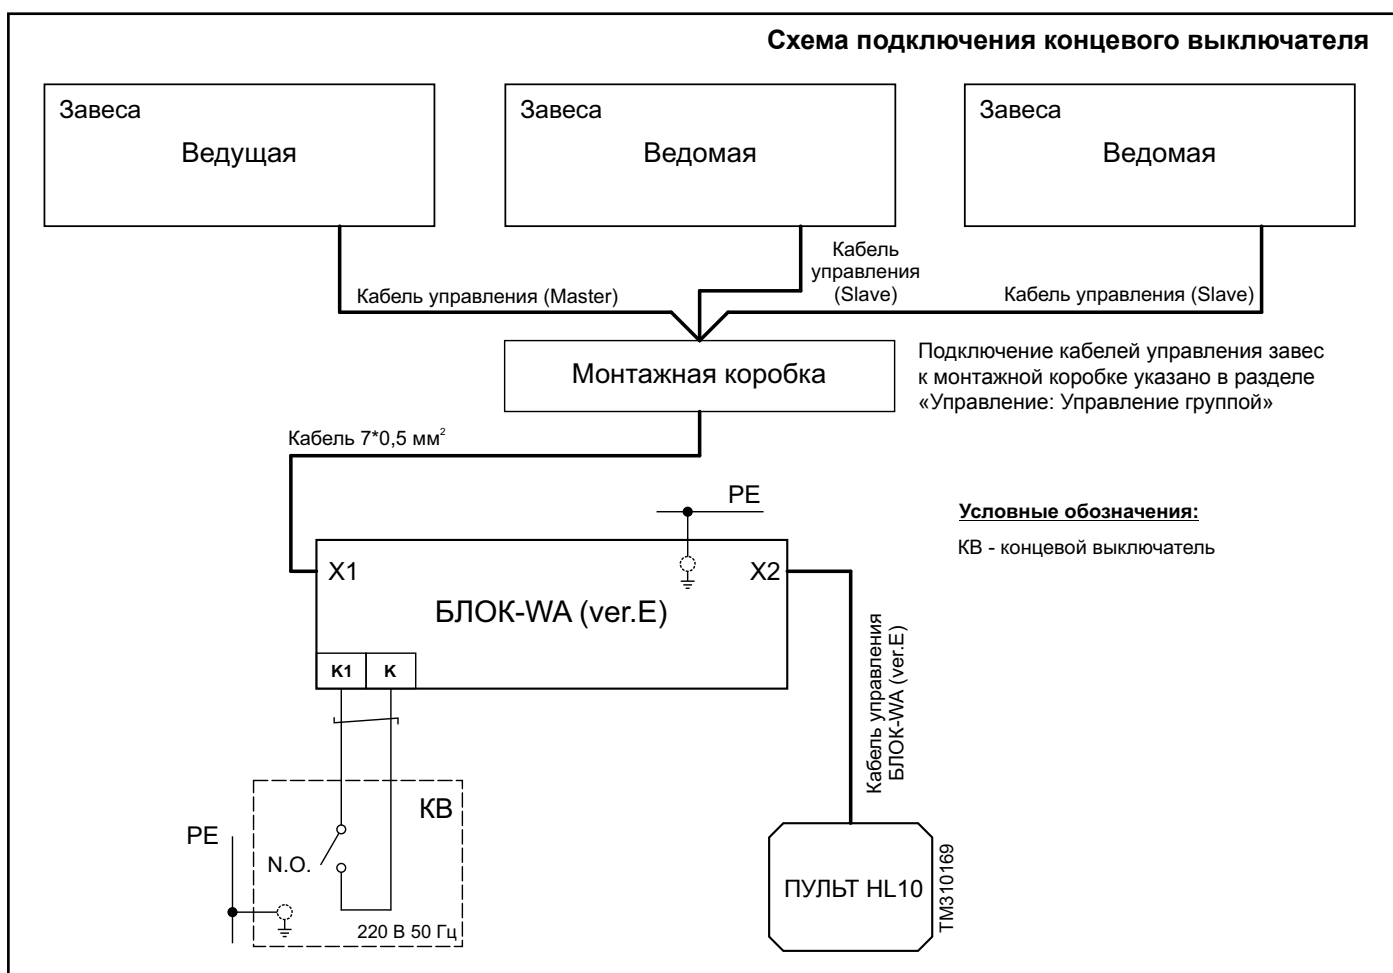 Схема подключения концевого выключателя
Завеса
Ведущая
Завеса
Ведомая
Завеса
Ведомая
Кабель управления (Master)
Кабель
управления
(Slave)
Кабель управления (Slave)
Монтажная коробка
Подключение кабелей управления завес
к монтажной коробке указано в разделе
«Управление: Управление группой»
Кабель 7*0,5 мм²
PE
Условные обозначения:
КВ - концевой выключатель
X1
X2
БЛОК-WA (ver.E)
K1
K
Кабель управления
БЛОК-WA (ver.E)
КВ
PE
N.O.
220 В 50 Гц
ПУЛЬТ HL10
TM310169